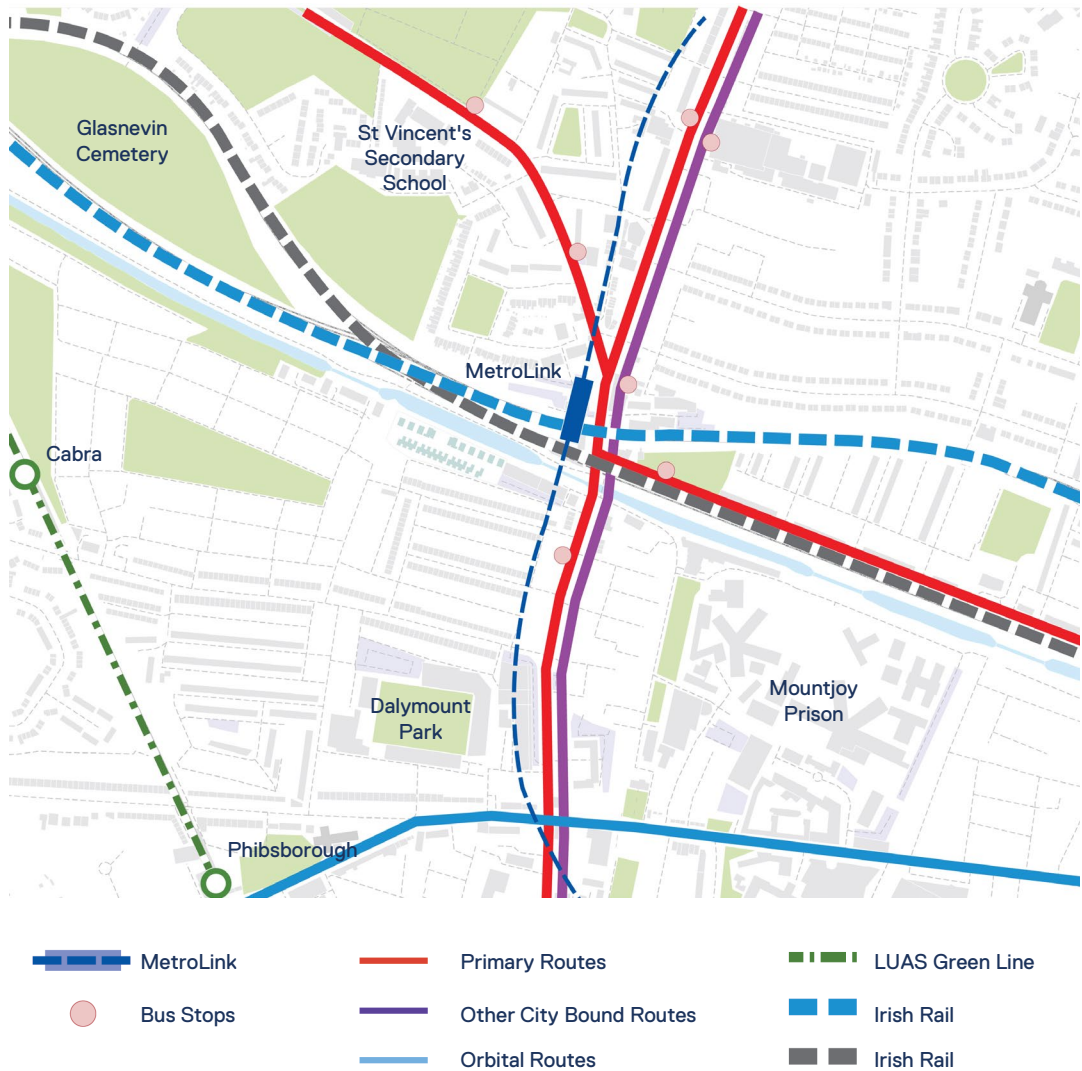 Glasnevin
Cemetery
St Vincent's
Secondary
School
MetroLink
Cabra
Dalymount
Park
Mountjoy
Prison
Phibsborough
MetroLink
Primary Routes
LUAS Green Line
Bus Stops
Other City Bound Routes
Irish Rail
Orbital Routes
Irish Rail